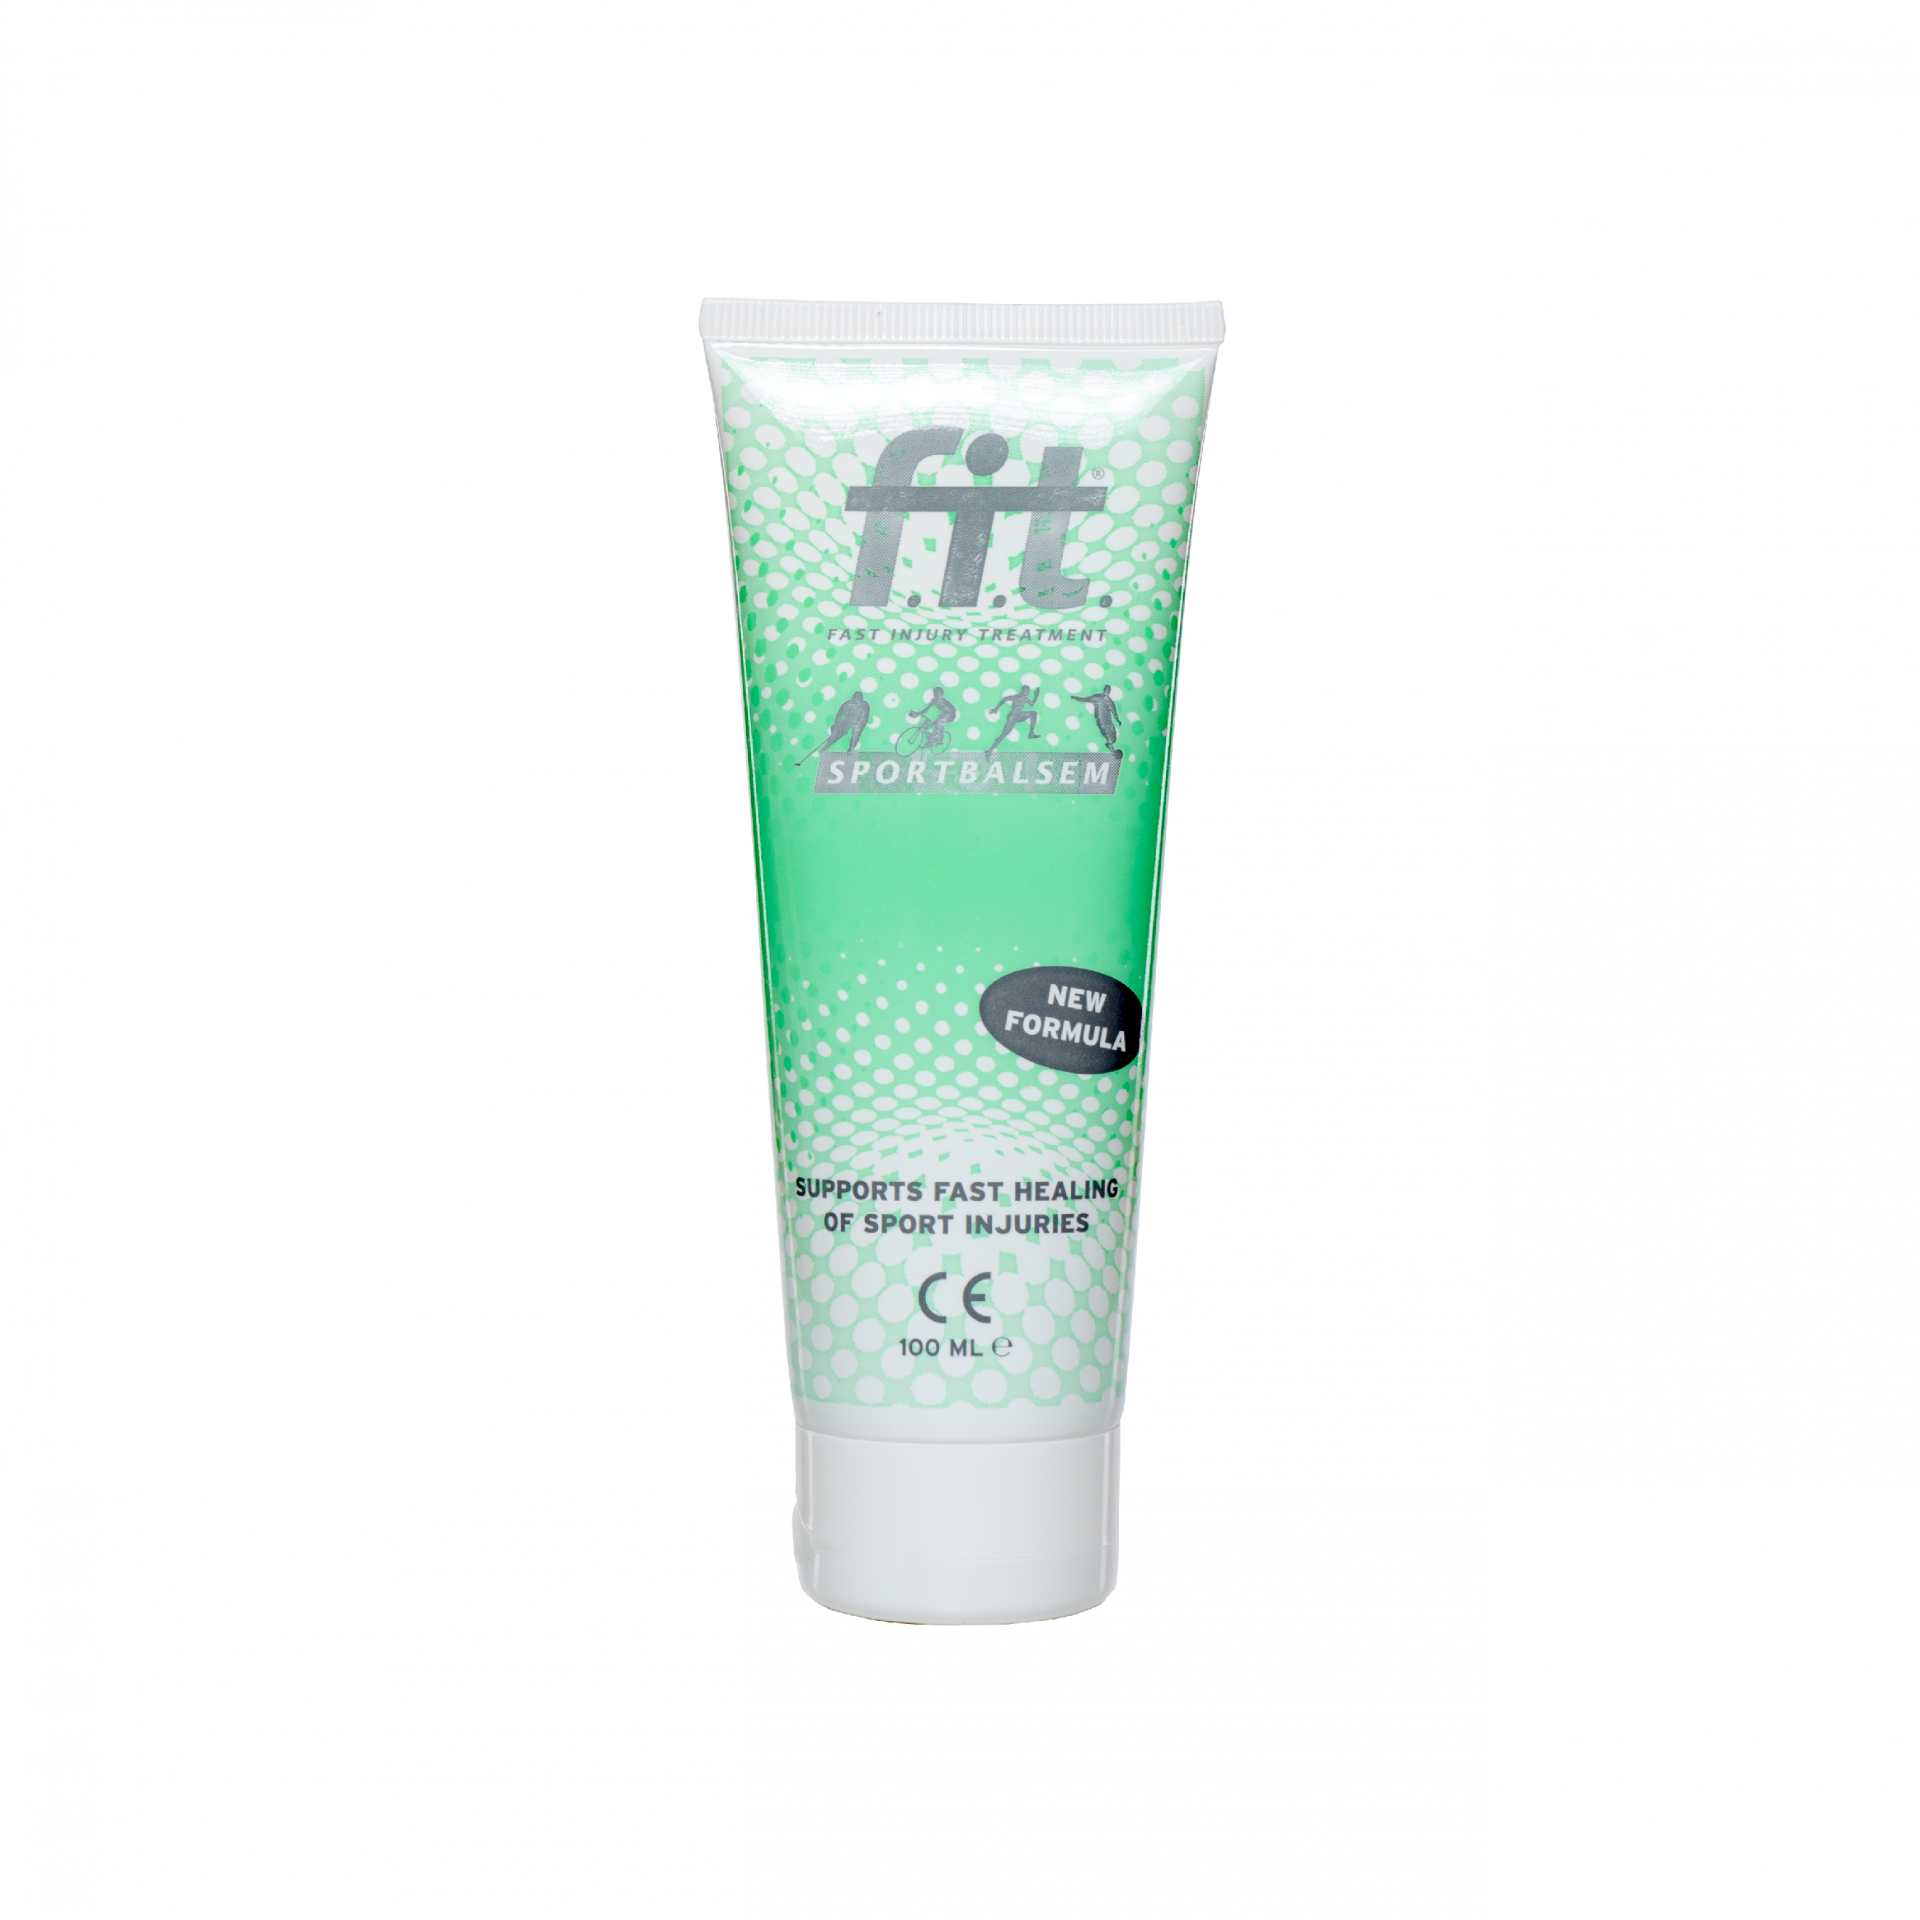 f.i.t.®
FAST INJURY TREATMENT
SPORTBALSEM
NEW
FORMULA
SUPPORTS FAST HEALING
OF SPORT INJURIES
CE
100 ML ℮